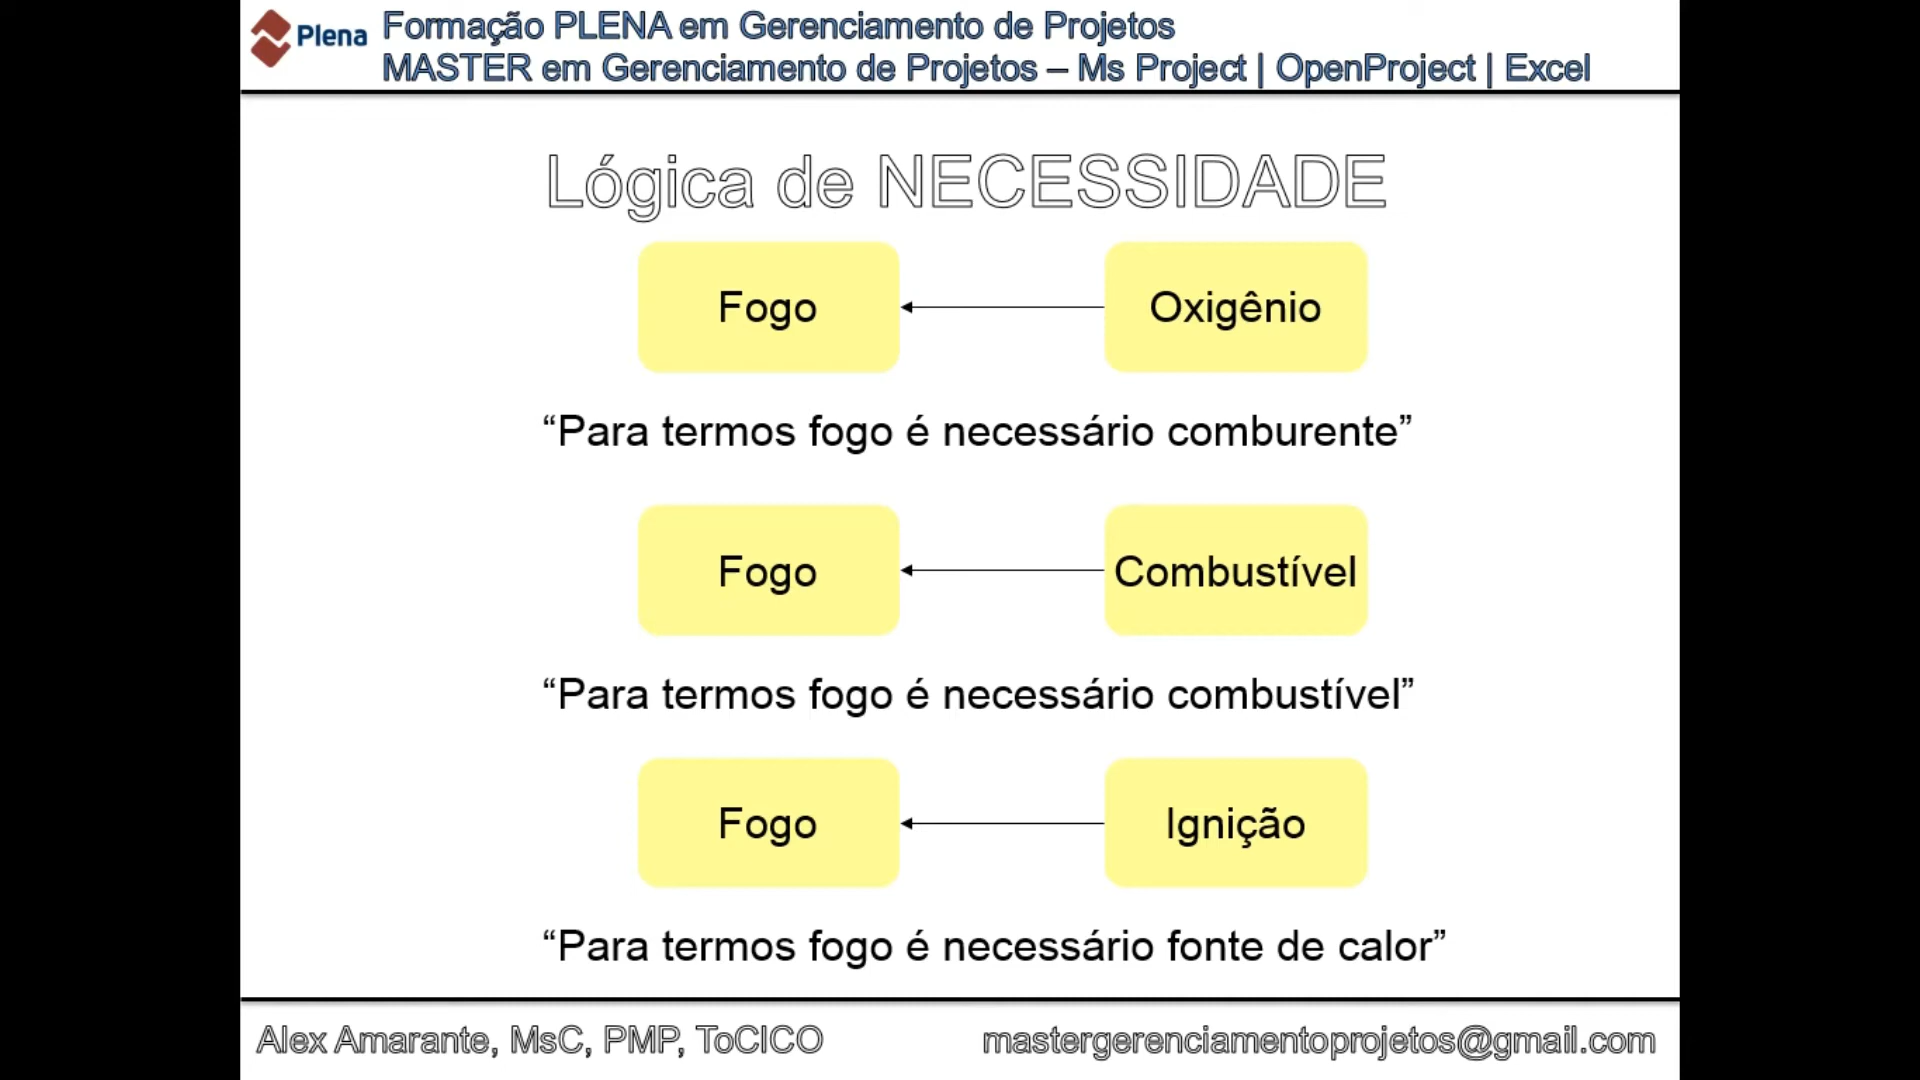 Plena
Formação PLENA em Gerenciamento de Projetos
MASTER em Gerenciamento de Projetos – Ms Project | OpenProject | Excel
Lógica de NECESSIDADE
Fogo
Oxigênio
“Para termos fogo é necessário comburente”
Fogo
Combustível
“Para termos fogo é necessário combustível”
Fogo
Ignição
“Para termos fogo é necessário fonte de calor”
Alex Amarante, MsC, PMP, ToCICO
mastergerenciamentoprojetos@gmail.com